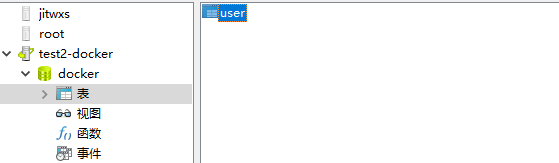 jitwxs
root
test2-docker
docker
表
视图
函数
事件
user